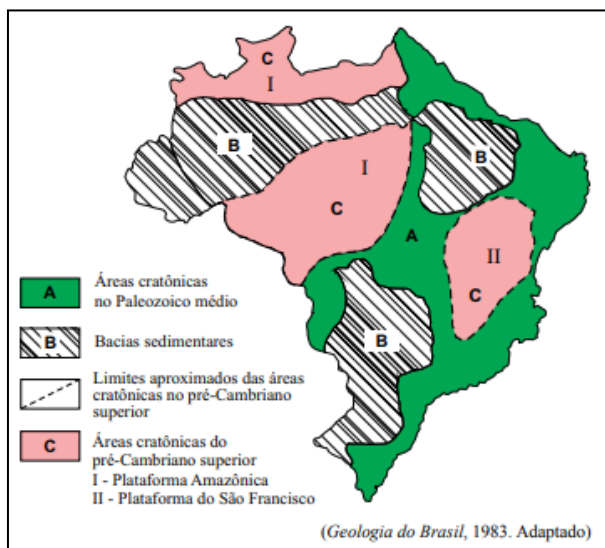 C
I
B
B
I
C
A
II
C
B
A
Áreas cratônicas
no Paleozoico médio
B
Bacias sedimentares
Limites aproximados das áreas
cratônicas no pré-Cambriano
superior
C
Áreas cratônicas do
pré-Cambriano superior
I - Plataforma Amazônica
II - Plataforma do São Francisco
(Geologia do Brasil, 1983. Adaptado)